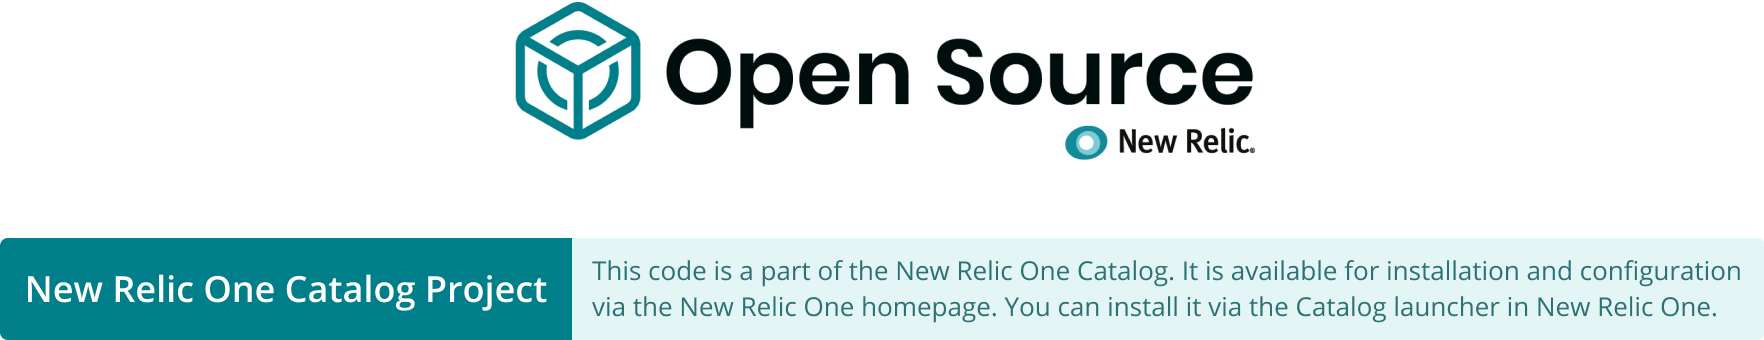 Open Source
New Relic®
New Relic One Catalog Project
This code is a part of the New Relic One Catalog. It is available for installation and configuration
via the New Relic One homepage. You can install it via the Catalog launcher in New Relic One.